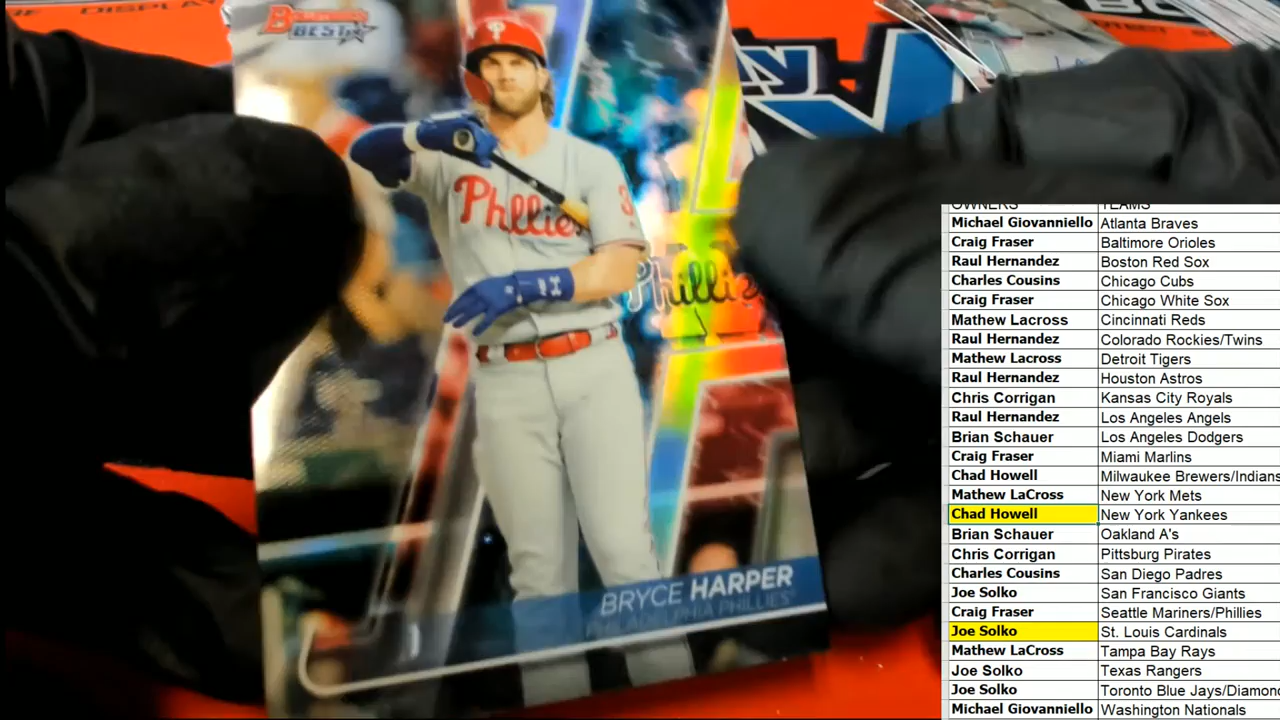 BOWMAN'S
BEST
Phillies
3
Phillies
BRYCE HARPER
PHILADELPHIA PHILLIES
OWNERS TEAMS
Michael Giovanniello Atlanta Braves
Craig Fraser Baltimore Orioles
Raul Hernandez Boston Red Sox
Charles Cousins Chicago Cubs
Craig Fraser Chicago White Sox
Mathew Lacross Cincinnati Reds
Raul Hernandez Colorado Rockies/Twins
Mathew Lacross Detroit Tigers
Raul Hernandez Houston Astros
Chris Corrigan Kansas City Royals
Raul Hernandez Los Angeles Angels
Brian Schauer Los Angeles Dodgers
Craig Fraser Miami Marlins
Chad Howell Milwaukee Brewers/Indians
Mathew LaCross New York Mets
Chad Howell New York Yankees
Brian Schauer Oakland A's
Chris Corrigan Pittsburg Pirates
Charles Cousins San Diego Padres
Joe Solko San Francisco Giants
Craig Fraser Seattle Mariners/Phillies
Joe Solko St. Louis Cardinals
Mathew LaCross Tampa Bay Rays
Joe Solko Texas Rangers
Joe Solko Toronto Blue Jays/Diamon
Michael Giovanniello Washington Nationals